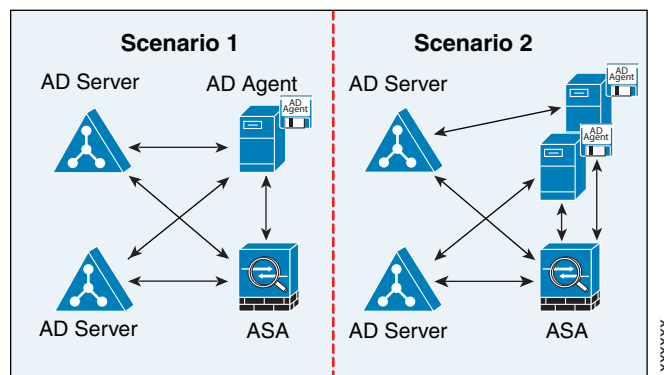 Scenario 1
AD Server
AD Agent
AD
Agent
AD Server
ASA
Scenario 2
AD Server
AD
Agent
AD
Agent
AD Server
ASA
xxxxxx